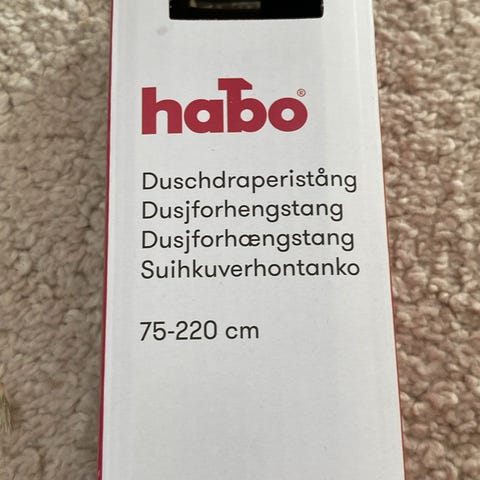 habo®
Duschdraperistång
Dusjforhengstang
Dusjforhængstang
Suihkuverhontanko
75-220 cm